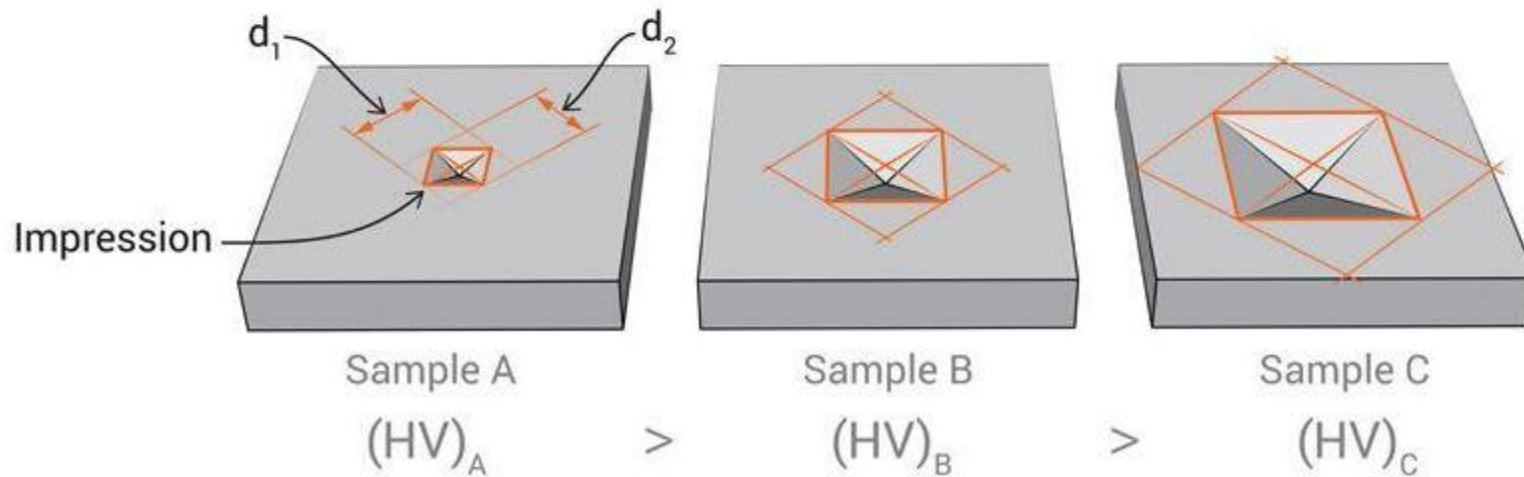 d₁
d₂
Impression
Sample A
Sample B
Sample C
(HV)A > (HV)B > (HV)C